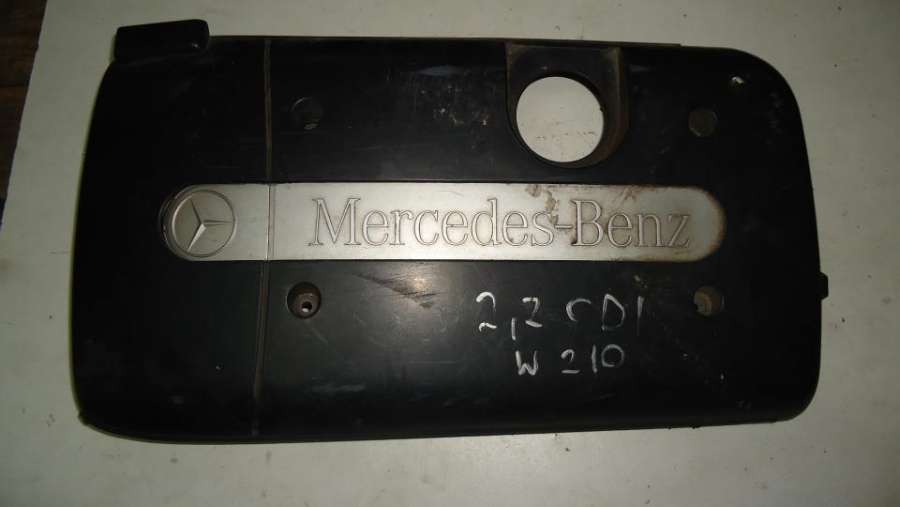 Mercedes-Benz
2,2 CDI
W 210